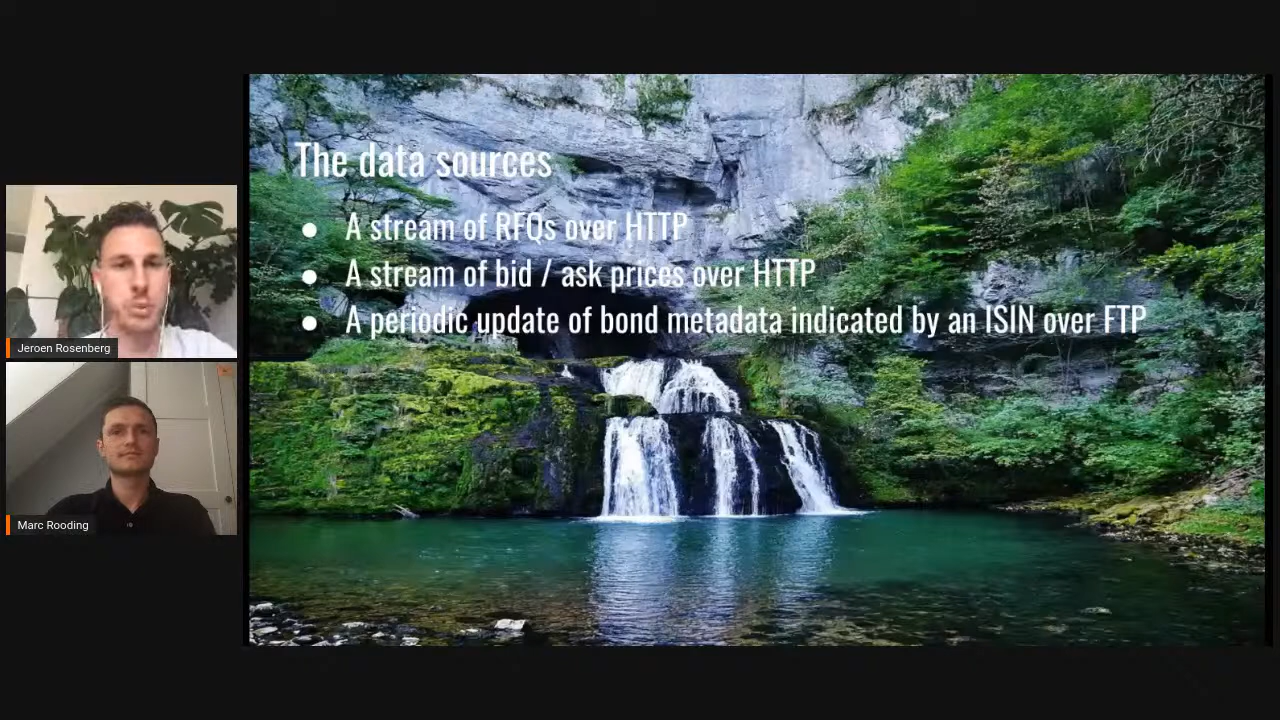 The data sources
● A stream of RFQs over HTTP
● A stream of bid / ask prices over HTTP
● A periodic update of bond metadata indicated by an ISIN over FTP
Jeroen Rosenberg
Marc Rooding